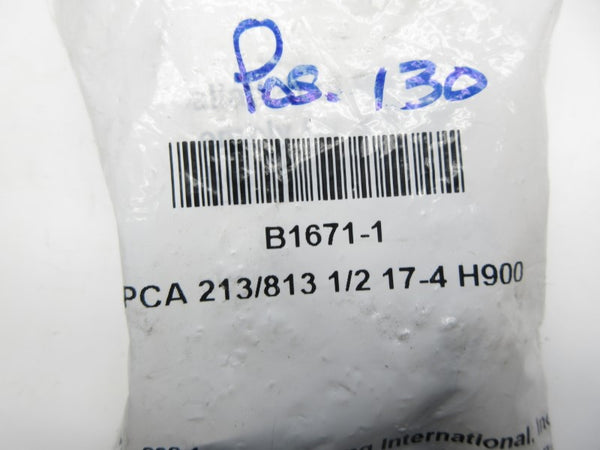 Pos. 130
B1671-1
PCA 213/813 1/2 17-4 H900
International, Inc